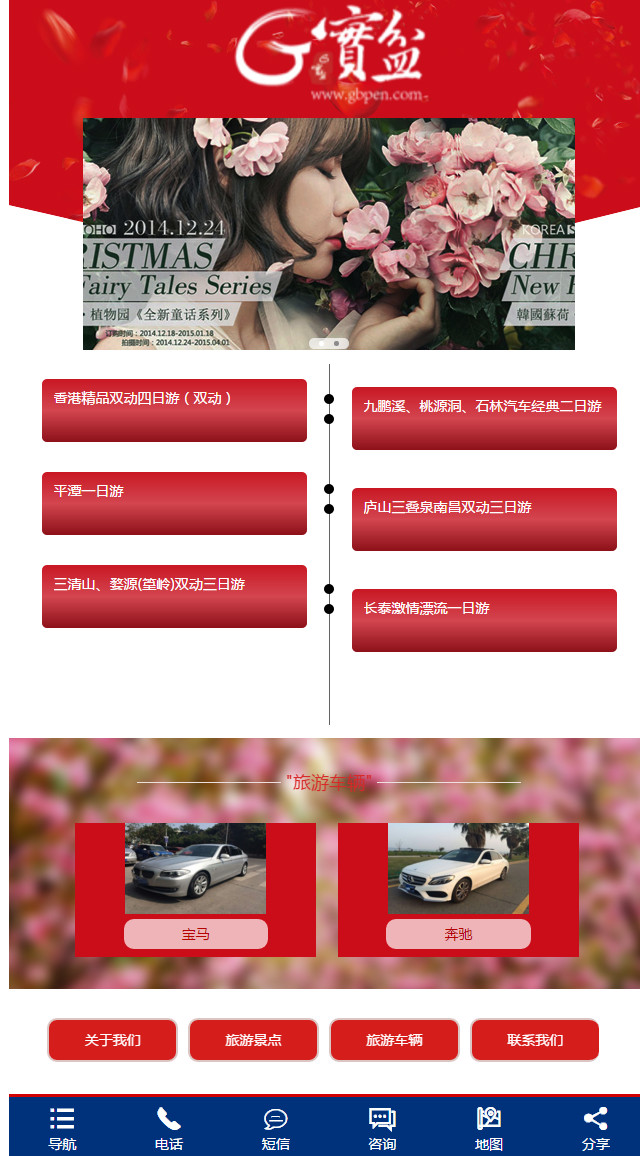 寶盆
www.gbpen.com
2014.12.24
RISTMAS
Fairy Tales Series
·植物园《全新童话系列》
订购时间：2014.12.18-2015.01.18
拍摄时间：2014.12.24-2015.04.01
KOREA
CHR
New
韓國蘇荷
香港精品双动四日游（双动）
九鹏溪、桃源洞、石林汽车经典二日游
平潭一日游
庐山三叠泉南昌双动三日游
三清山、婺源(篁岭)双动三日游
长泰激情漂流一日游
"旅游车辆"
宝马
奔驰
关于我们
旅游景点
旅游车辆
联系我们
导航
电话
短信
咨询
地图
分享